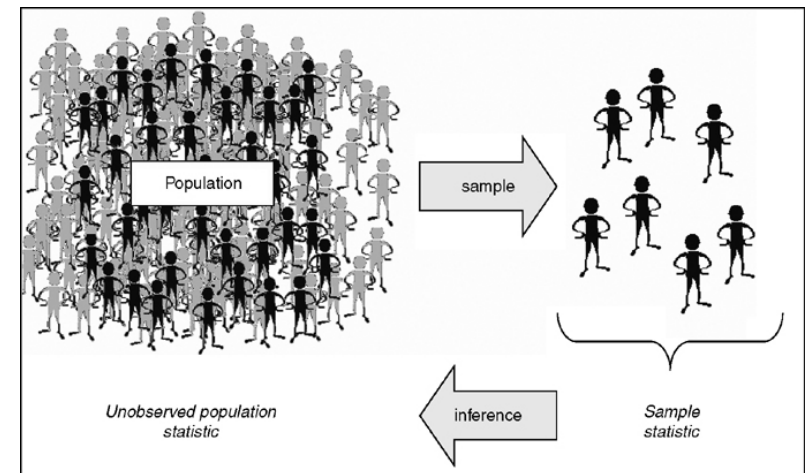 Population
sample
Unobserved population
statistic
inference
Sample
statistic